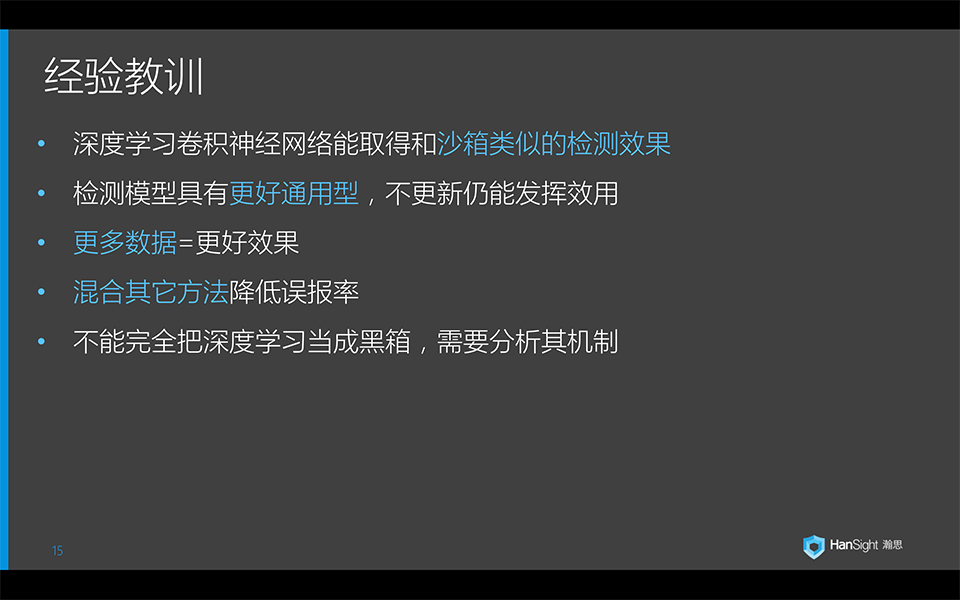 经验教训
• 深度学习卷积神经网络能取得和沙箱类似的检测效果
• 检测模型具有更好通用型，不更新仍能发挥效用
• 更多数据=更好效果
• 混合其它方法降低误报率
• 不能完全把深度学习当成黑箱，需要分析其机制
15
HanSight 瀚思